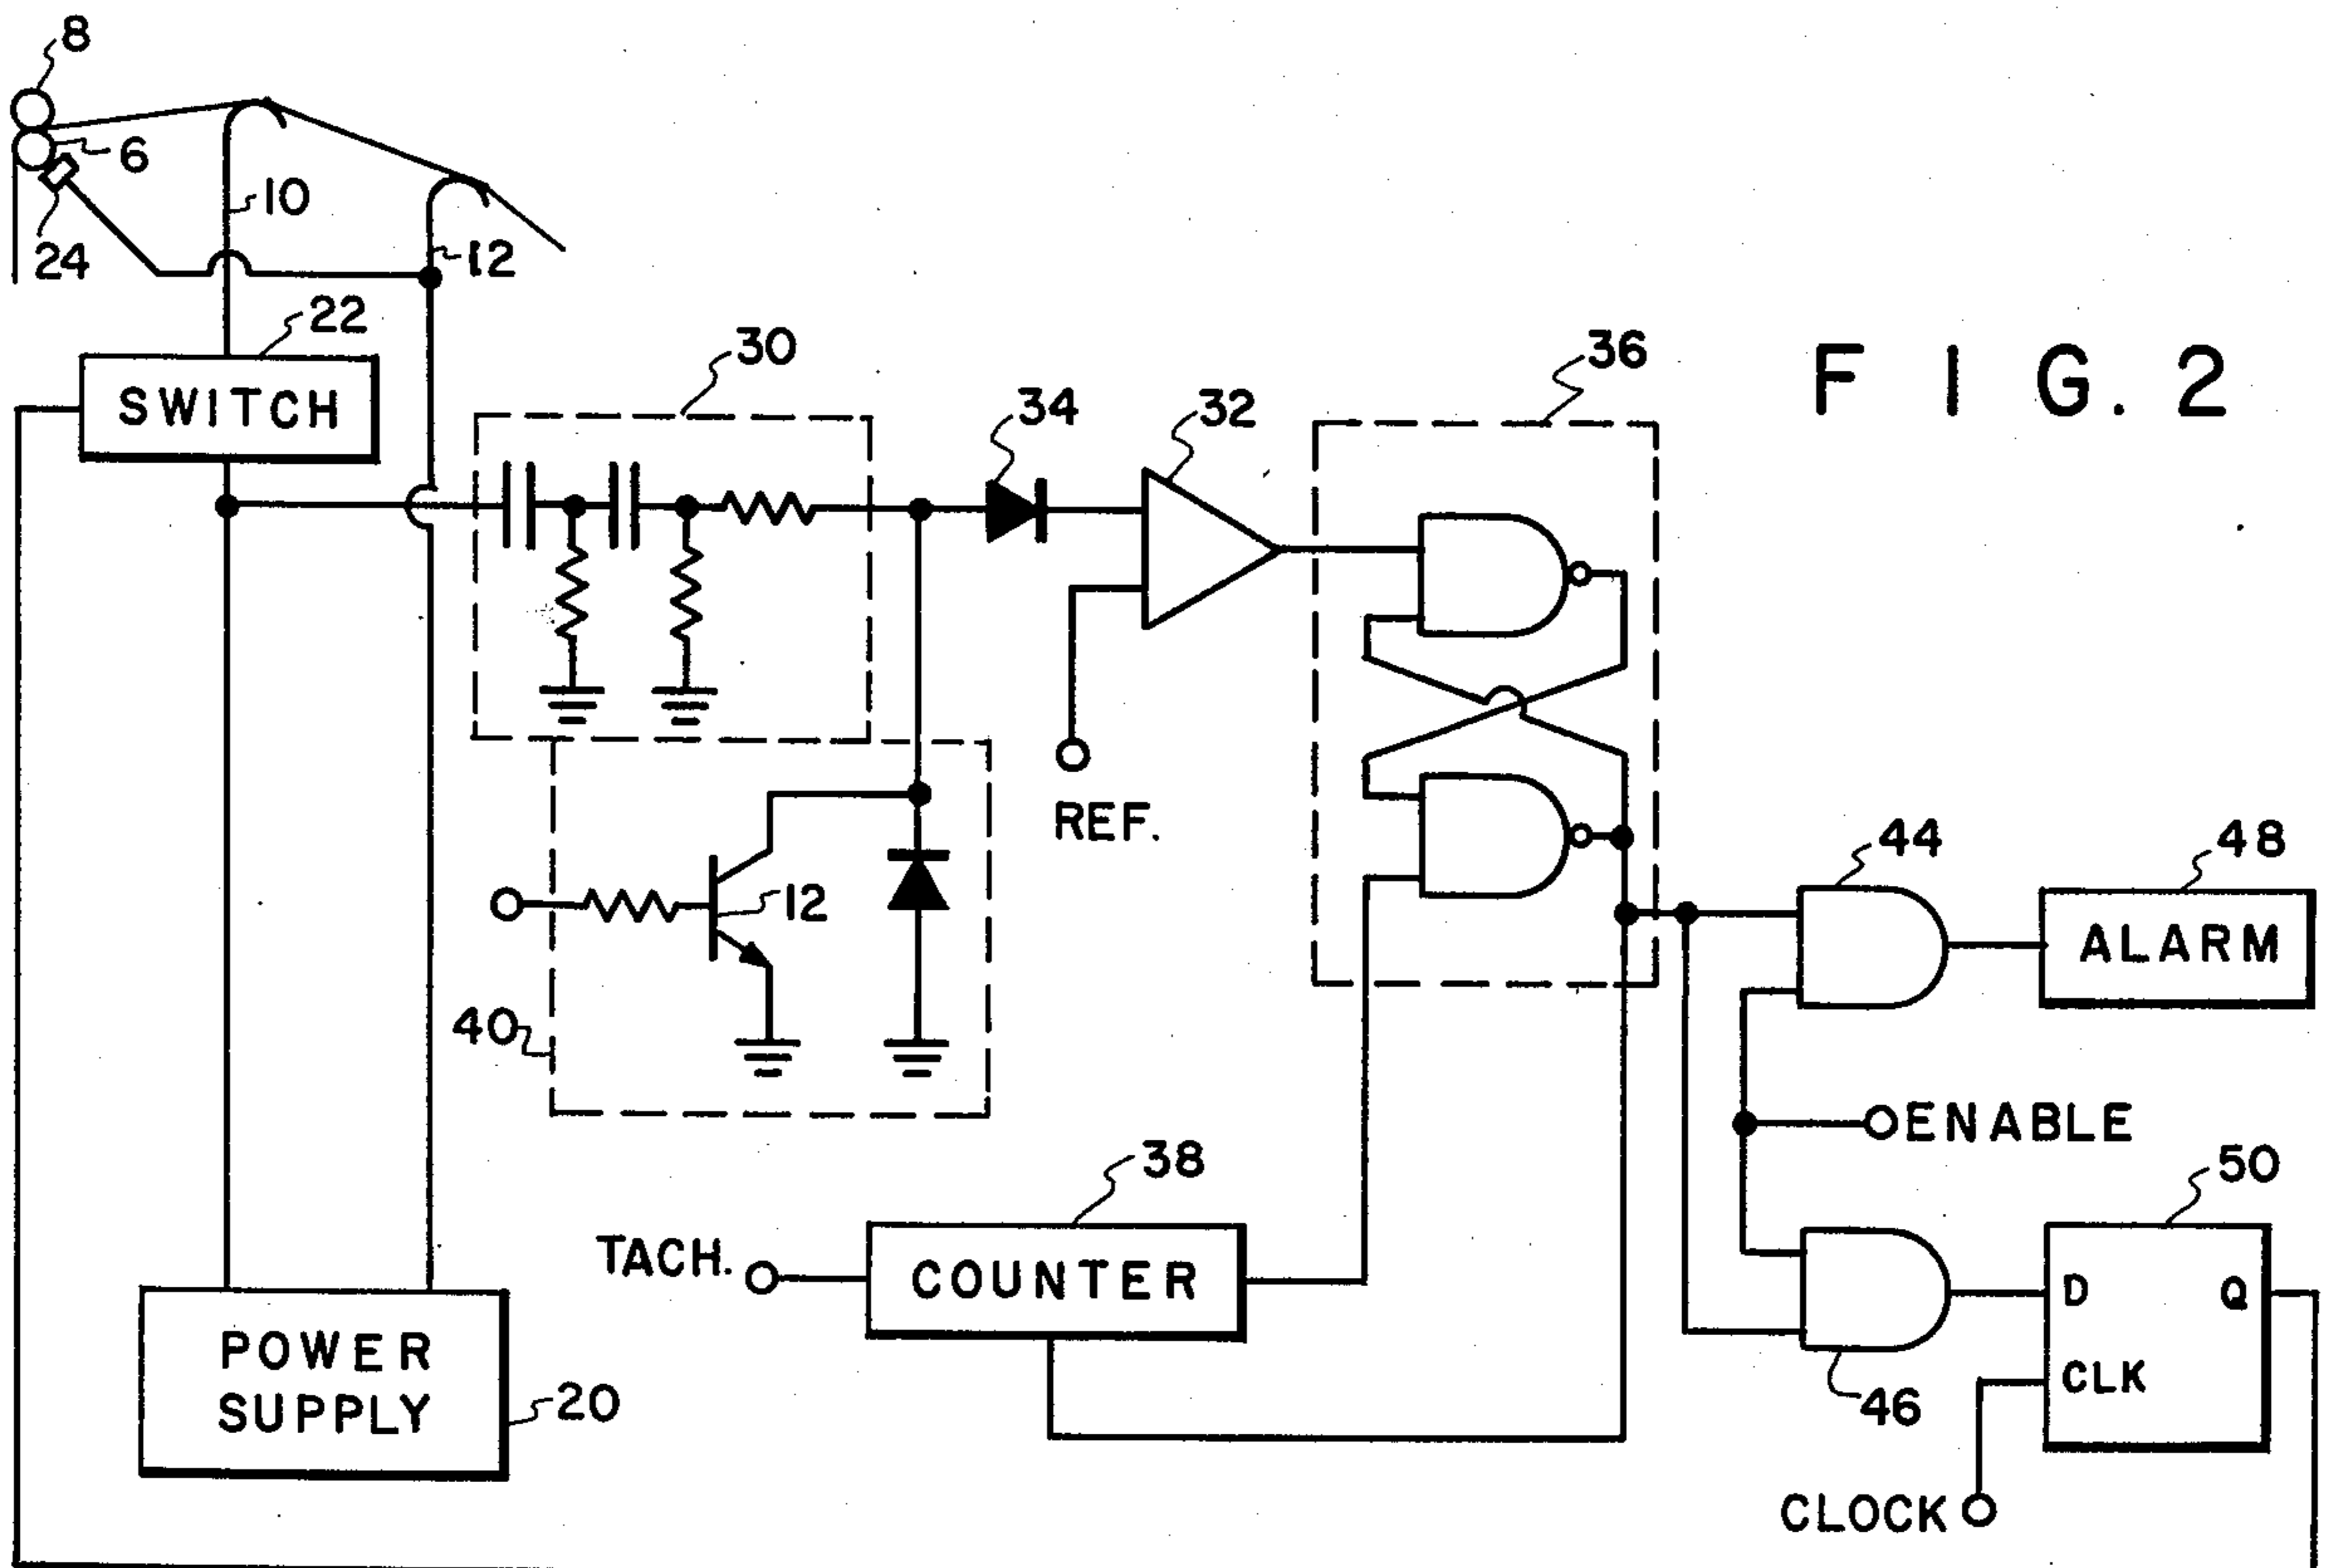 8
6
10
24
12
22
SWITCH
30
34
32
36
FIG. 2
REF.
12
40
44
48
ALARM
ENABLE
38
50
TACH.
COUNTER
D
Q
POWER
SUPPLY
20
CLK
46
CLOCK